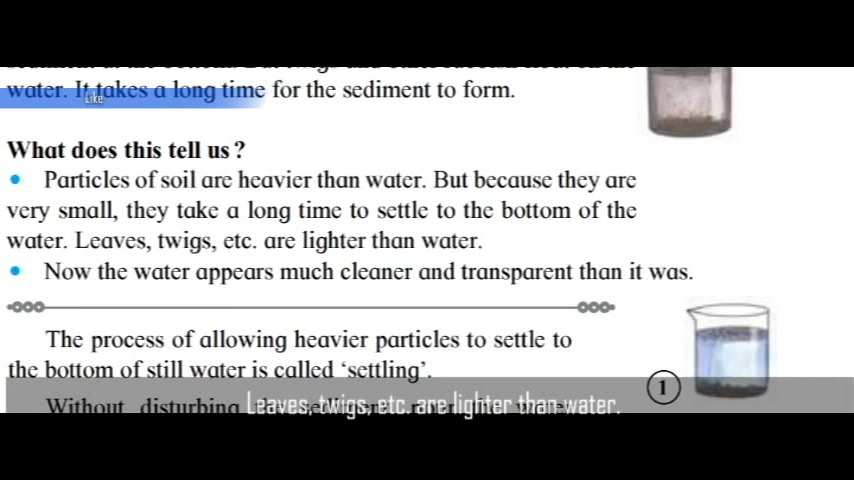 water. It takes a long time for the sediment to form.
Like
What does this tell us?
• Particles of soil are heavier than water. But because they are
very small, they take a long time to settle to the bottom of the
water. Leaves, twigs, etc. are lighter than water.
• Now the water appears much cleaner and transparent than it was.
The process of allowing heavier particles to settle to
the bottom of still water is called ‘settling’.
1
Without disturbing
Leaves, twigs, etc. are lighter than water.